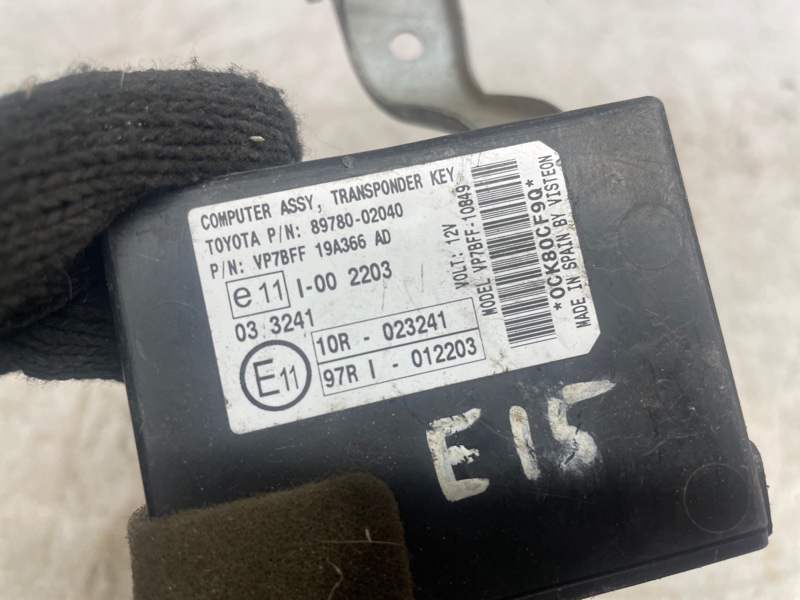 COMPUTER ASSY, TRANSPONDER KEY
TOYOTA P/N: 89780-02040
P/N: VP7BFF 19A366 AD
e 11 I-00 2203
03 3241
E11
10R - 023241
97R I - 012203
VOLT: 12V
MODEL VP7BFF-10849
*OCK80CF9Q*
MADE IN SPAIN BY VISTEON
E15